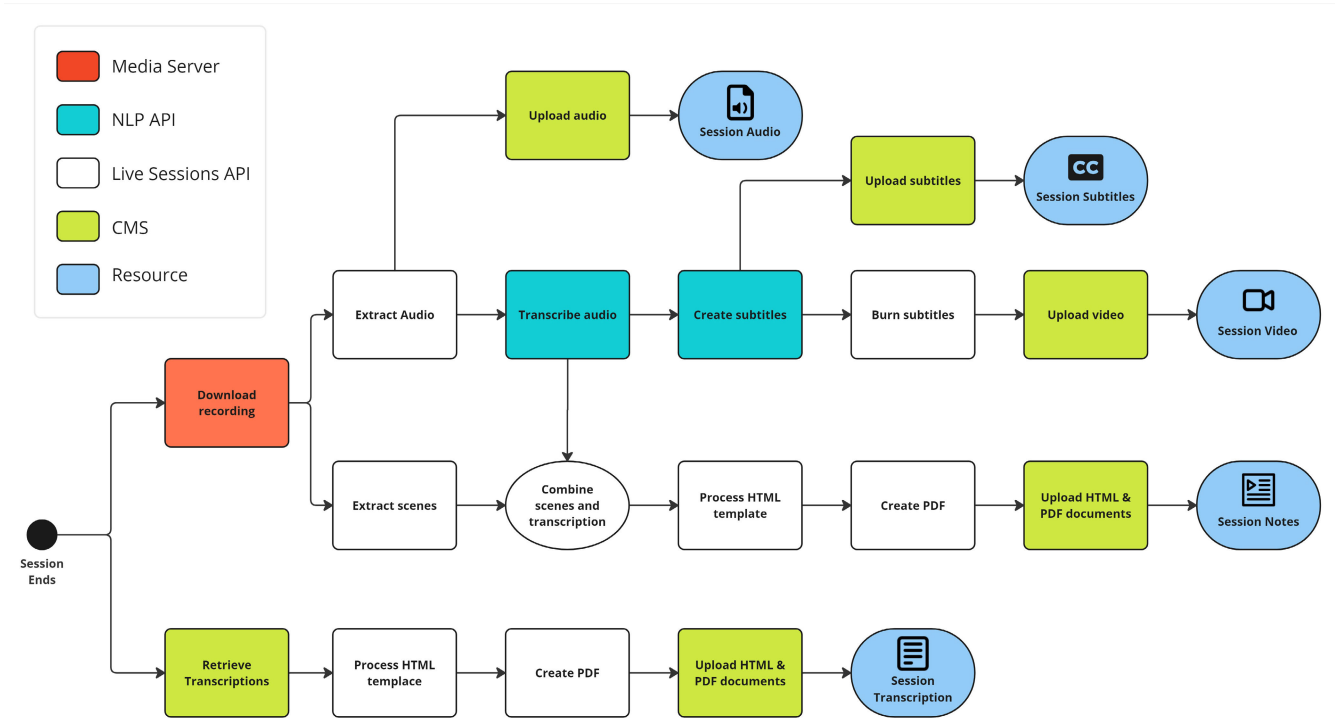 Media Server
NLP API
Live Sessions API
CMS
Resource
Upload audio
Session Audio
Upload subtitles
CC
Session Subtitles
Extract Audio
Transcribe audio
Create subtitles
Burn subtitles
Upload video
Session Video
Download
recording
Extract scenes
Combine
scenes and
transcription
Process HTML
template
Create PDF
Upload HTML &
PDF documents
Session Notes
Session
Ends
Retrieve
Transcriptions
Process HTML
templace
Create PDF
Upload HTML &
PDF documents
Session
Transcription